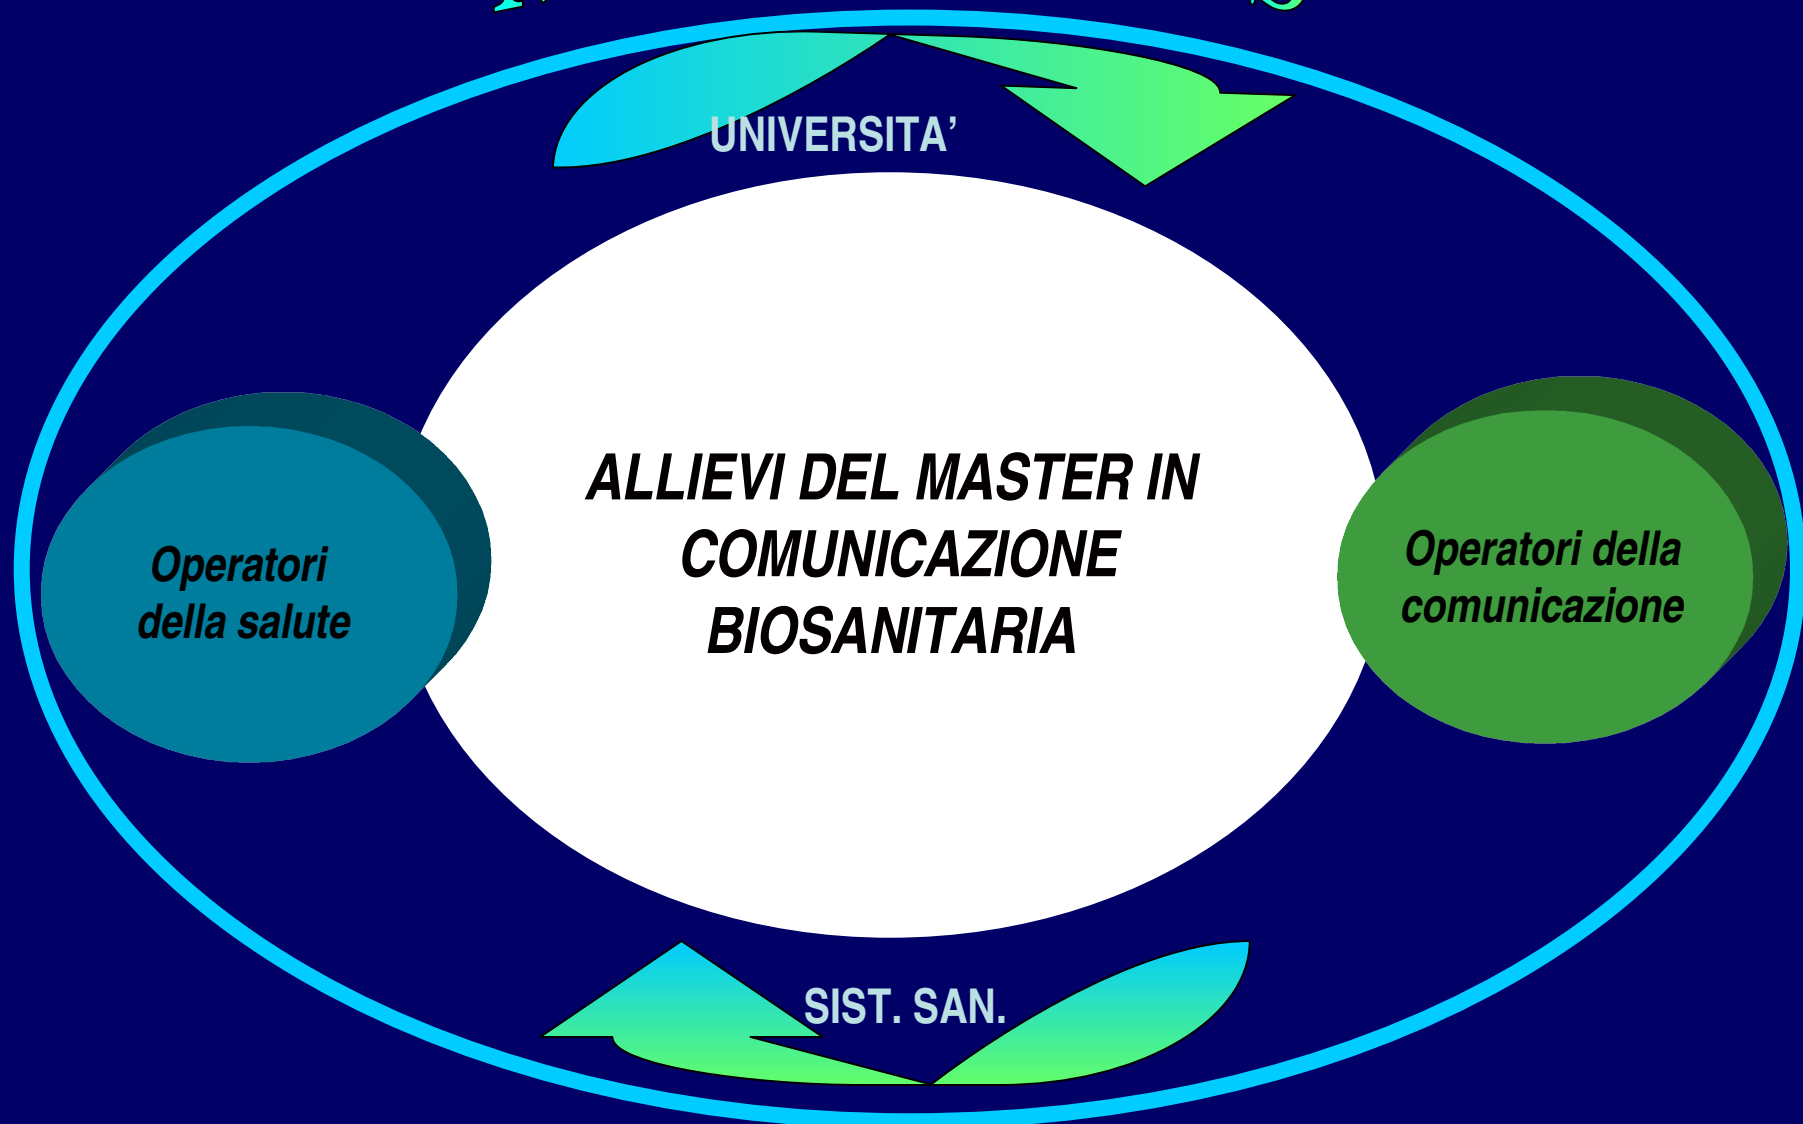 UNIVERSITA’
ALLIEVI DEL MASTER IN
COMUNICAZIONE
BIOSANITARIA
Operatori
della salute
Operatori della
comunicazione
SIST. SAN.